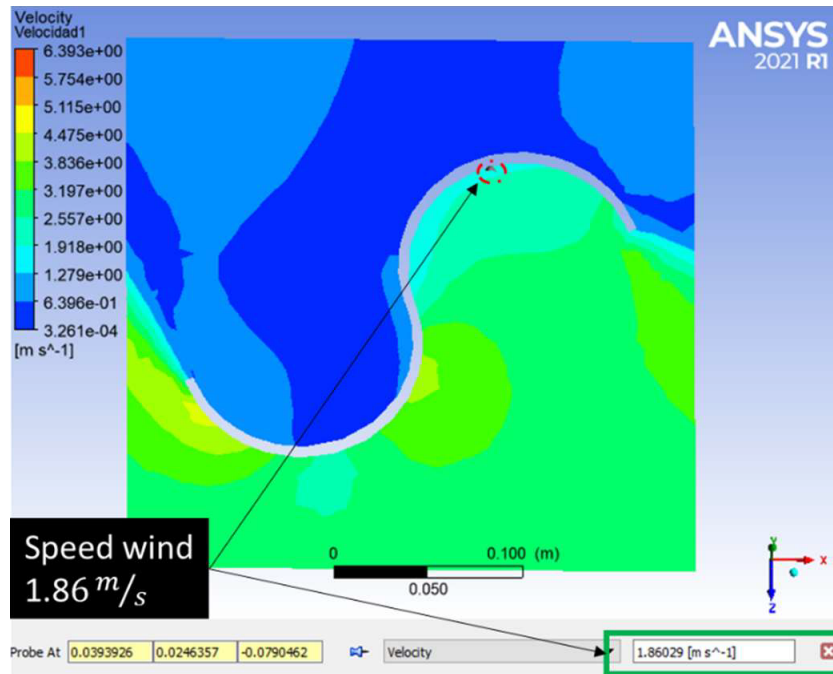 Velocity
Velocidad1
6.393e+00
5.754e+00
5.115e+00
4.475e+00
3.836e+00
3.197e+00
2.557e+00
1.918e+00
1.279e+00
6.396e-01
3.261e-04
[m s^-1]
ANSYS
2021 R1
Speed wind
1.86 m/s
0 0.100 (m)
0.050
Y
X
Z
Probe At 0.0393926 0.0246357 -0.0790462 Velocity 1.86029 [m s^-1]